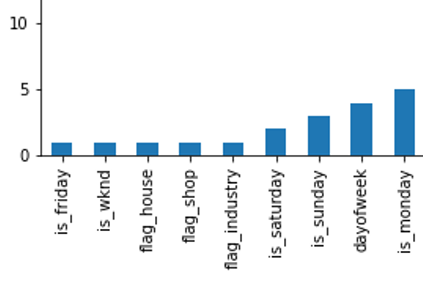 10
5
0
is_friday
is_wknd
flag_house
flag_shop
flag_industry
is_saturday
is_sunday
dayofweek
is_monday